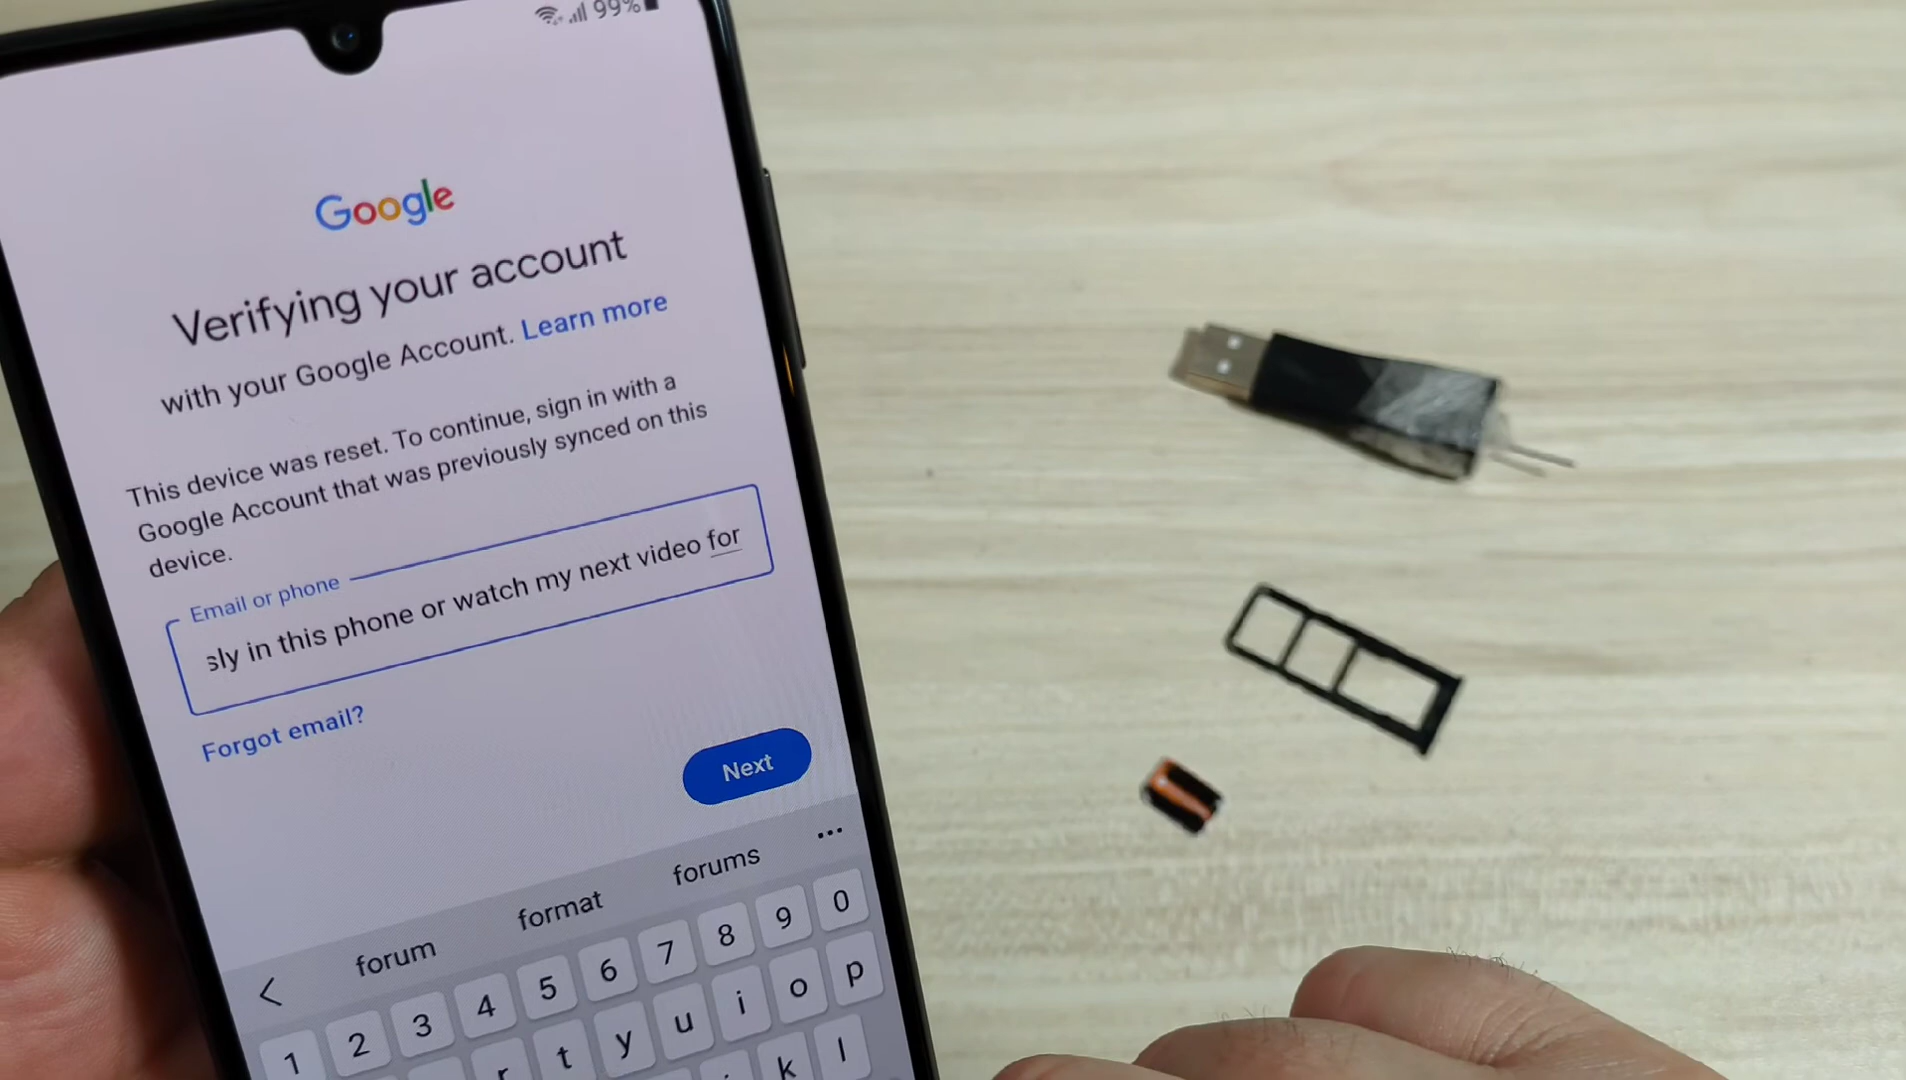 99%
Google
Verifying your account
with your Google Account. Learn more
This device was reset. To continue, sign in with a
Google Account that was previously synced on this
device.
Email or phone
sly in this phone or watch my next video for
Forgot email?
Next
forum format forums
1 2 3 4 5 6 7 8 9 0
r t y u i o p
k l